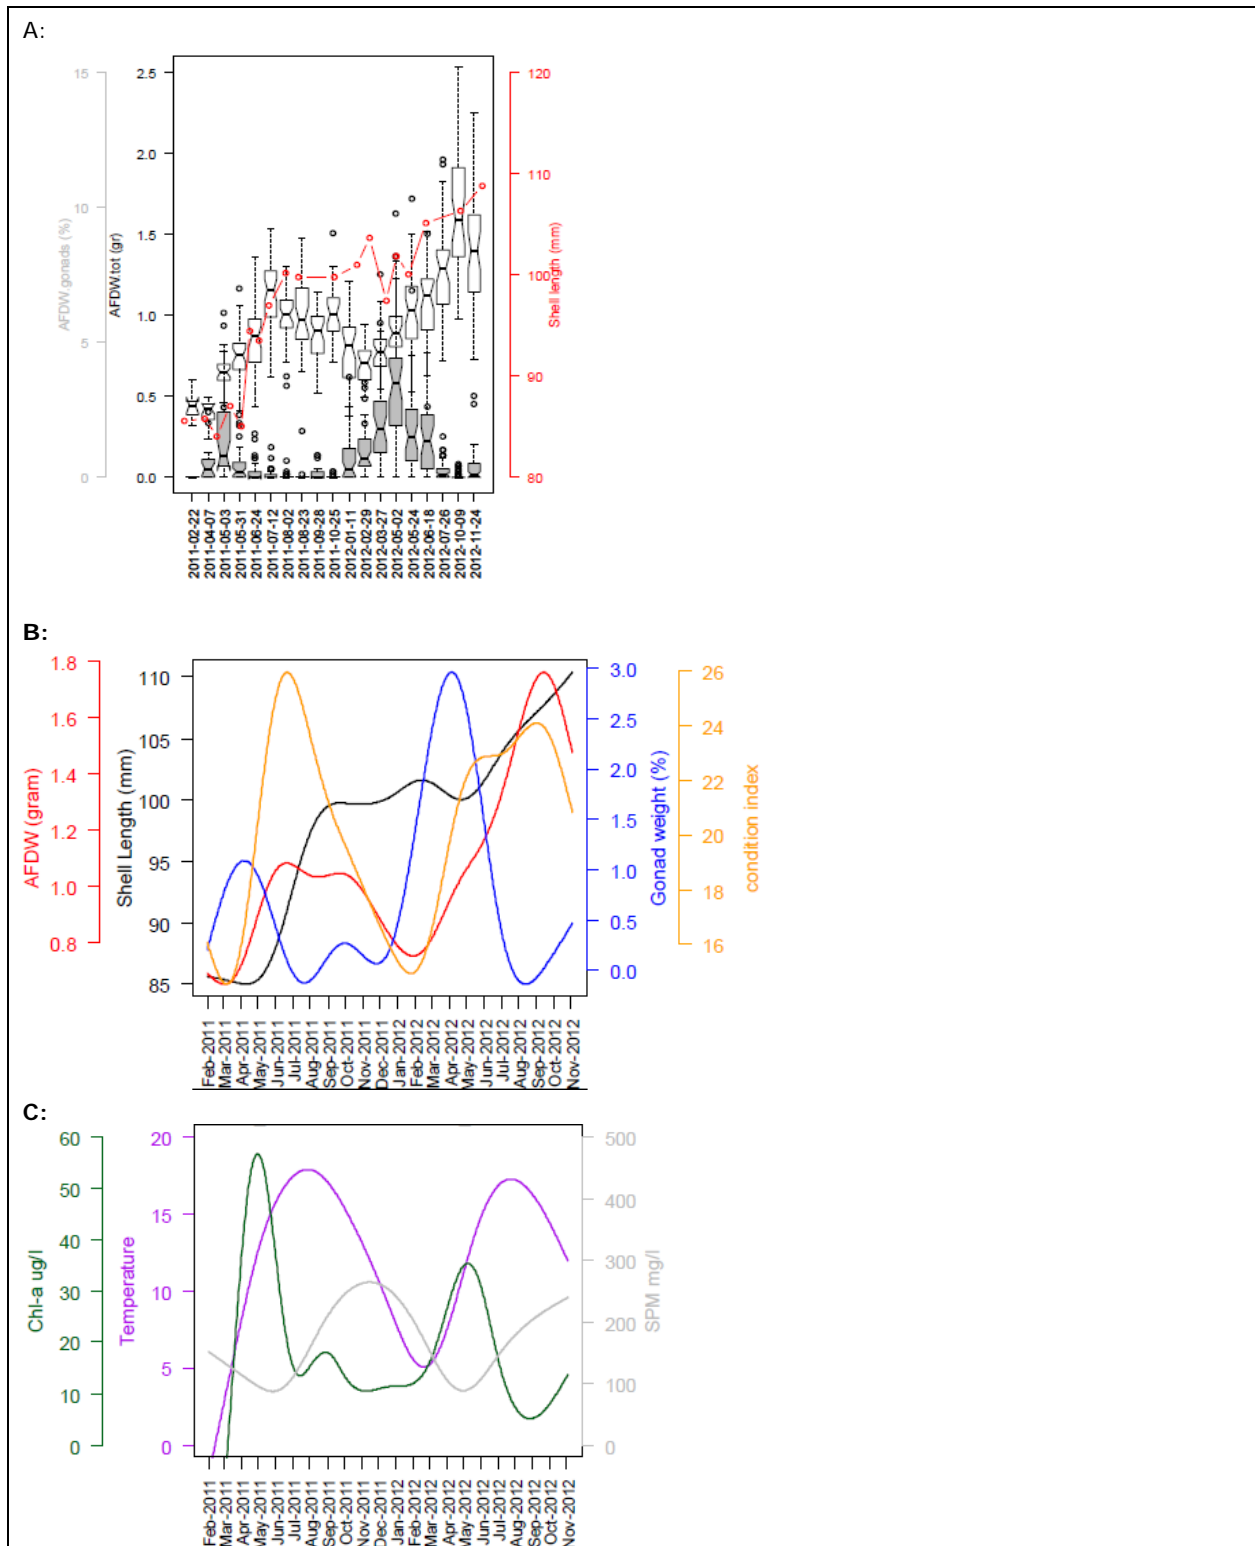 A:
15
10
5
0
AFDW.gonads (%)
2.5
2.0
1.5
1.0
0.5
0.0
AFDW.tot (gr)
120
110
100
90
80
Shell length (mm)
2011-02-22
2011-04-07
2011-05-03
2011-05-31
2011-06-24
2011-07-12
2011-08-02
2011-08-23
2011-09-28
2011-10-25
2012-01-11
2012-02-29
2012-03-27
2012-05-02
2012-05-24
2012-06-18
2012-07-26
2012-10-09
2012-11-24
B:
1.8
1.6
1.4
1.2
1.0
0.8
AFDW (gram)
110
105
100
95
90
85
Shell Length (mm)
3.0
2.5
2.0
1.5
1.0
0.5
0.0
Gonad weight (%)
26
24
22
20
18
16
condition index
Feb-2011
Mar-2011
Apr-2011
May-2011
Jun-2011
Jul-2011
Aug-2011
Sep-2011
Oct-2011
Nov-2011
Dec-2011
Jan-2012
Feb-2012
Mar-2012
Apr-2012
May-2012
Jun-2012
Jul-2012
Aug-2012
Sep-2012
Oct-2012
Nov-2012
C:
60
50
40
30
20
10
0
Chl-a ug/l
20
15
10
5
0
Temperature
500
400
300
200
100
0
SPM mg/l
Feb-2011
Mar-2011
Apr-2011
May-2011
Jun-2011
Jul-2011
Aug-2011
Sep-2011
Oct-2011
Nov-2011
Dec-2011
Jan-2012
Feb-2012
Mar-2012
Apr-2012
May-2012
Jun-2012
Jul-2012
Aug-2012
Sep-2012
Oct-2012
Nov-2012